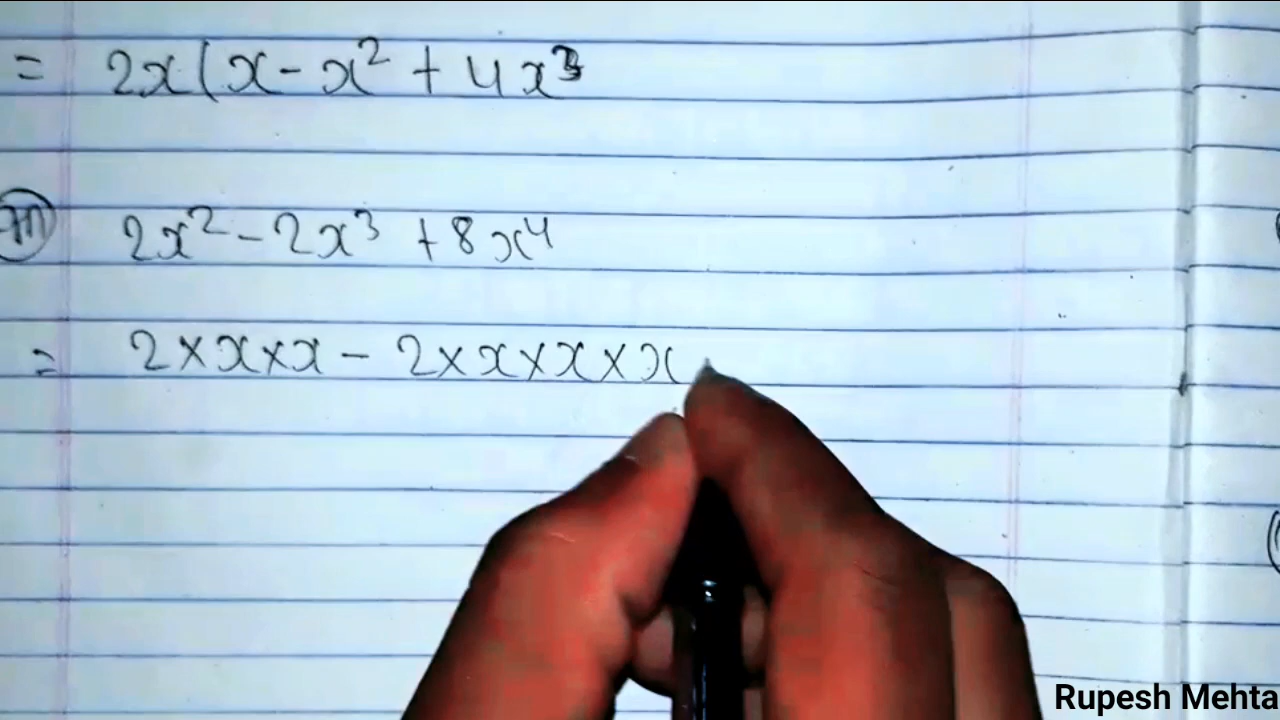 = 2x(x - x² + 4x³
2x² - 2x³ + 8x⁴
= 2 × x × x - 2 × x × x × x
Rupesh Mehta